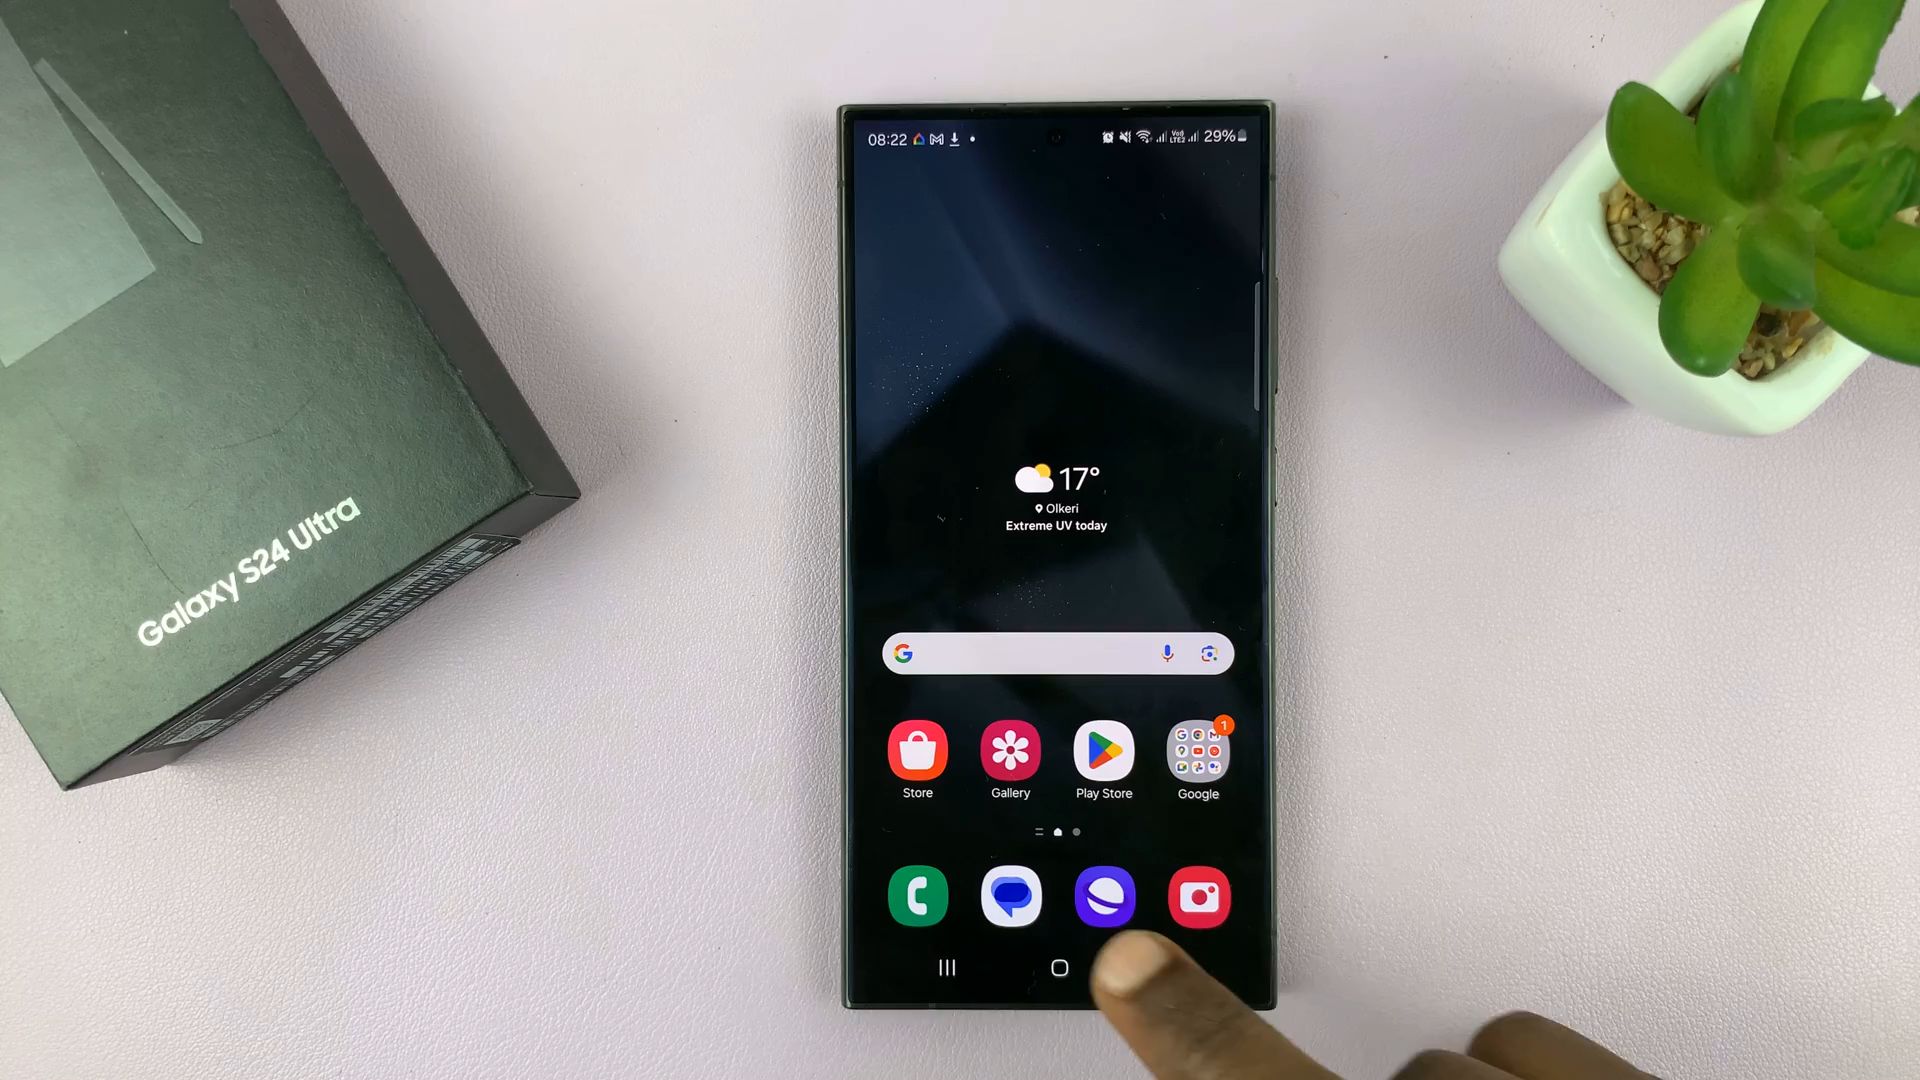 Galaxy S24 Ultra
08:22
29%
17°
Olkeri
Extreme UV today
1
Store
Gallery
Play Store
Google